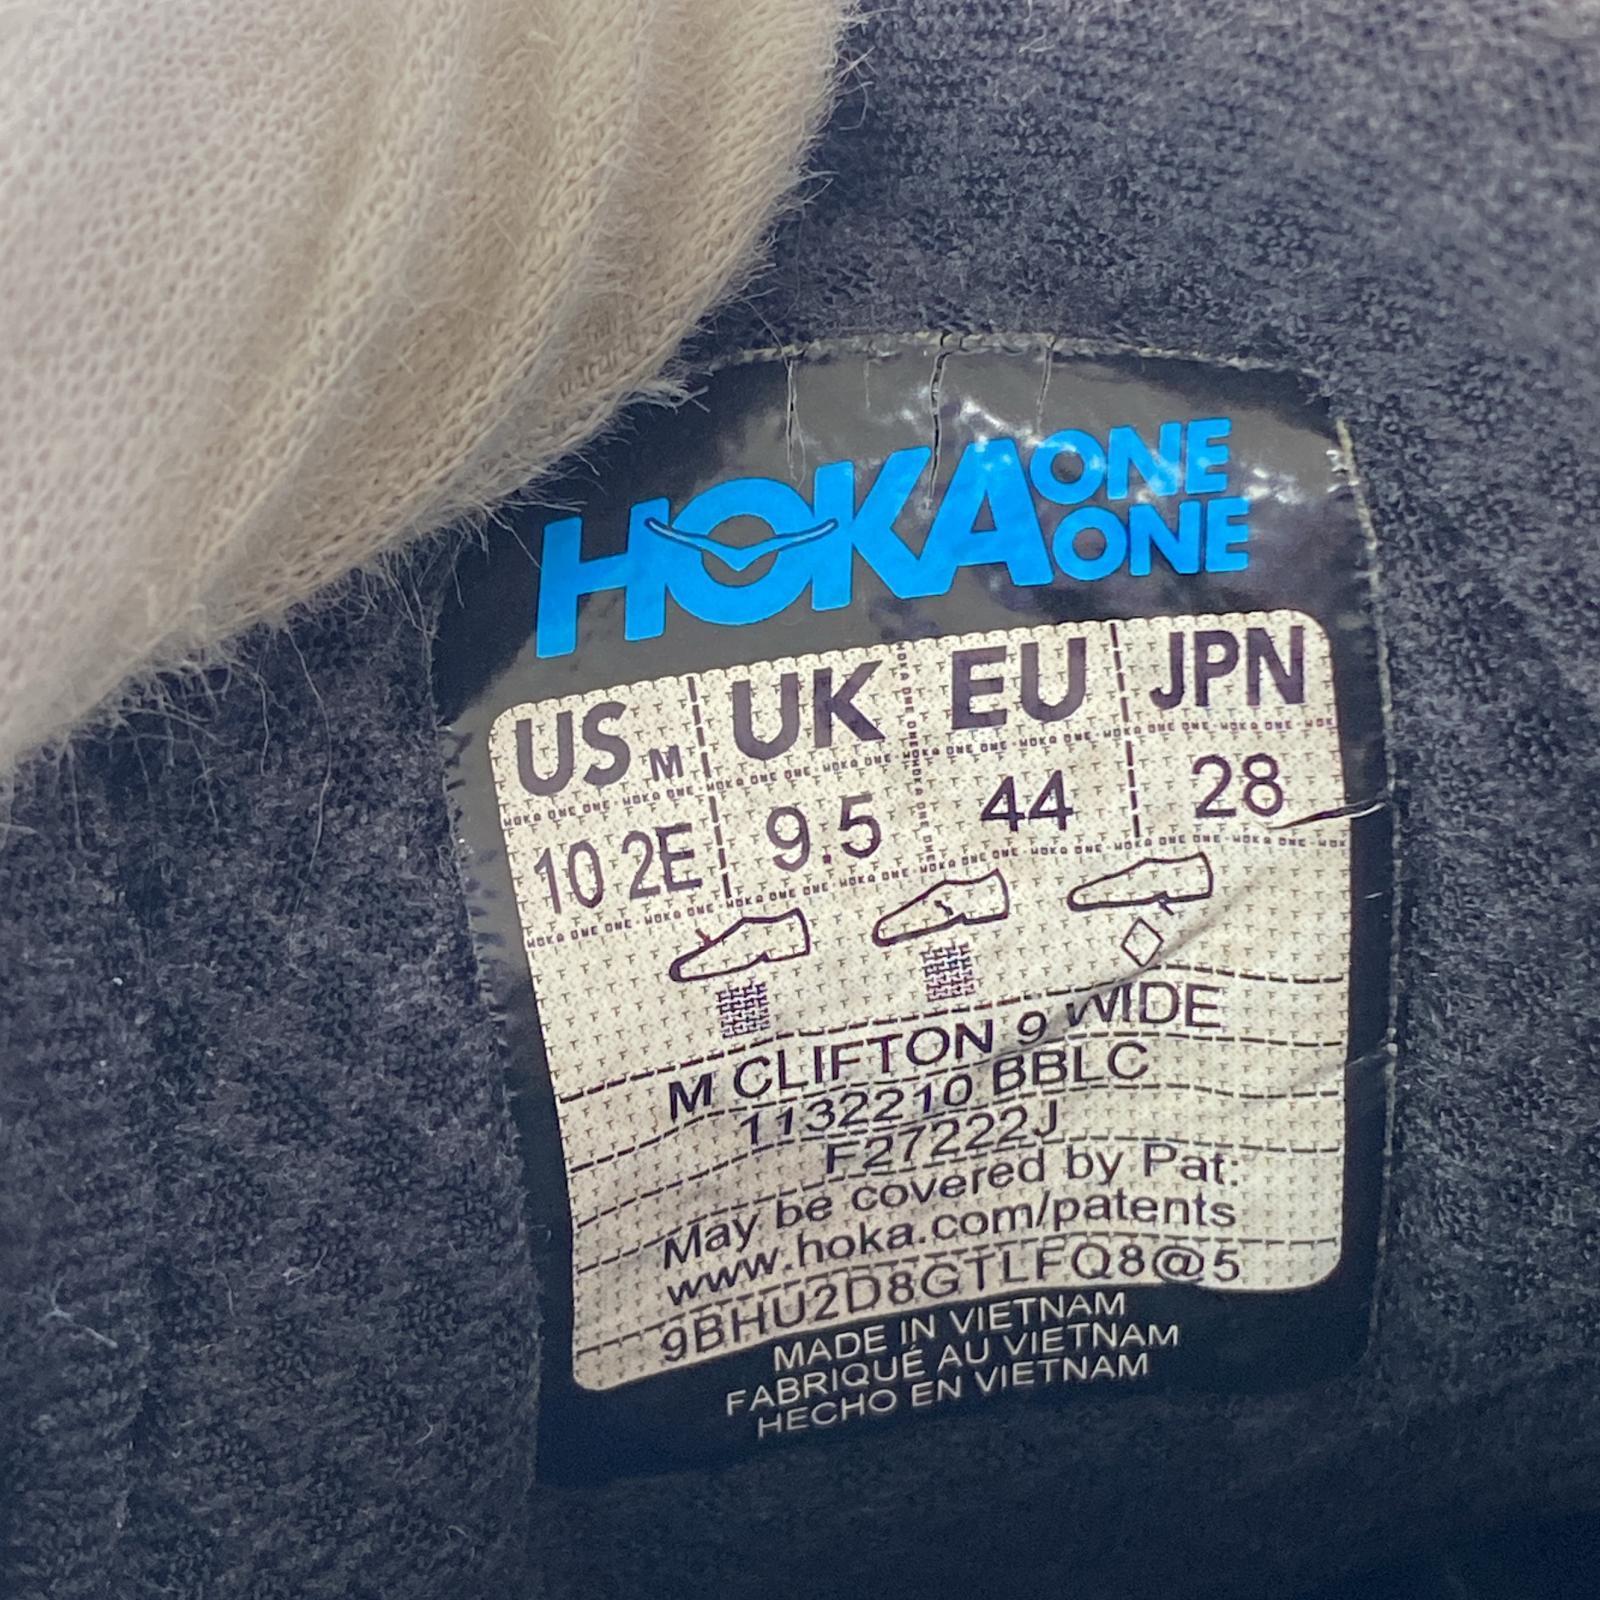 HOKA ONE ONE
US M UK EU JPN
10 2E 9.5 44 28
M CLIFTON 9 WIDE
1132210 BBLC
F27222J
May be covered by Pat:
www.hoka.com/patents
9BHU2D8GTLFQ8@5
MADE IN VIETNAM
FABRIQUÉ AU VIETNAM
HECHO EN VIETNAM